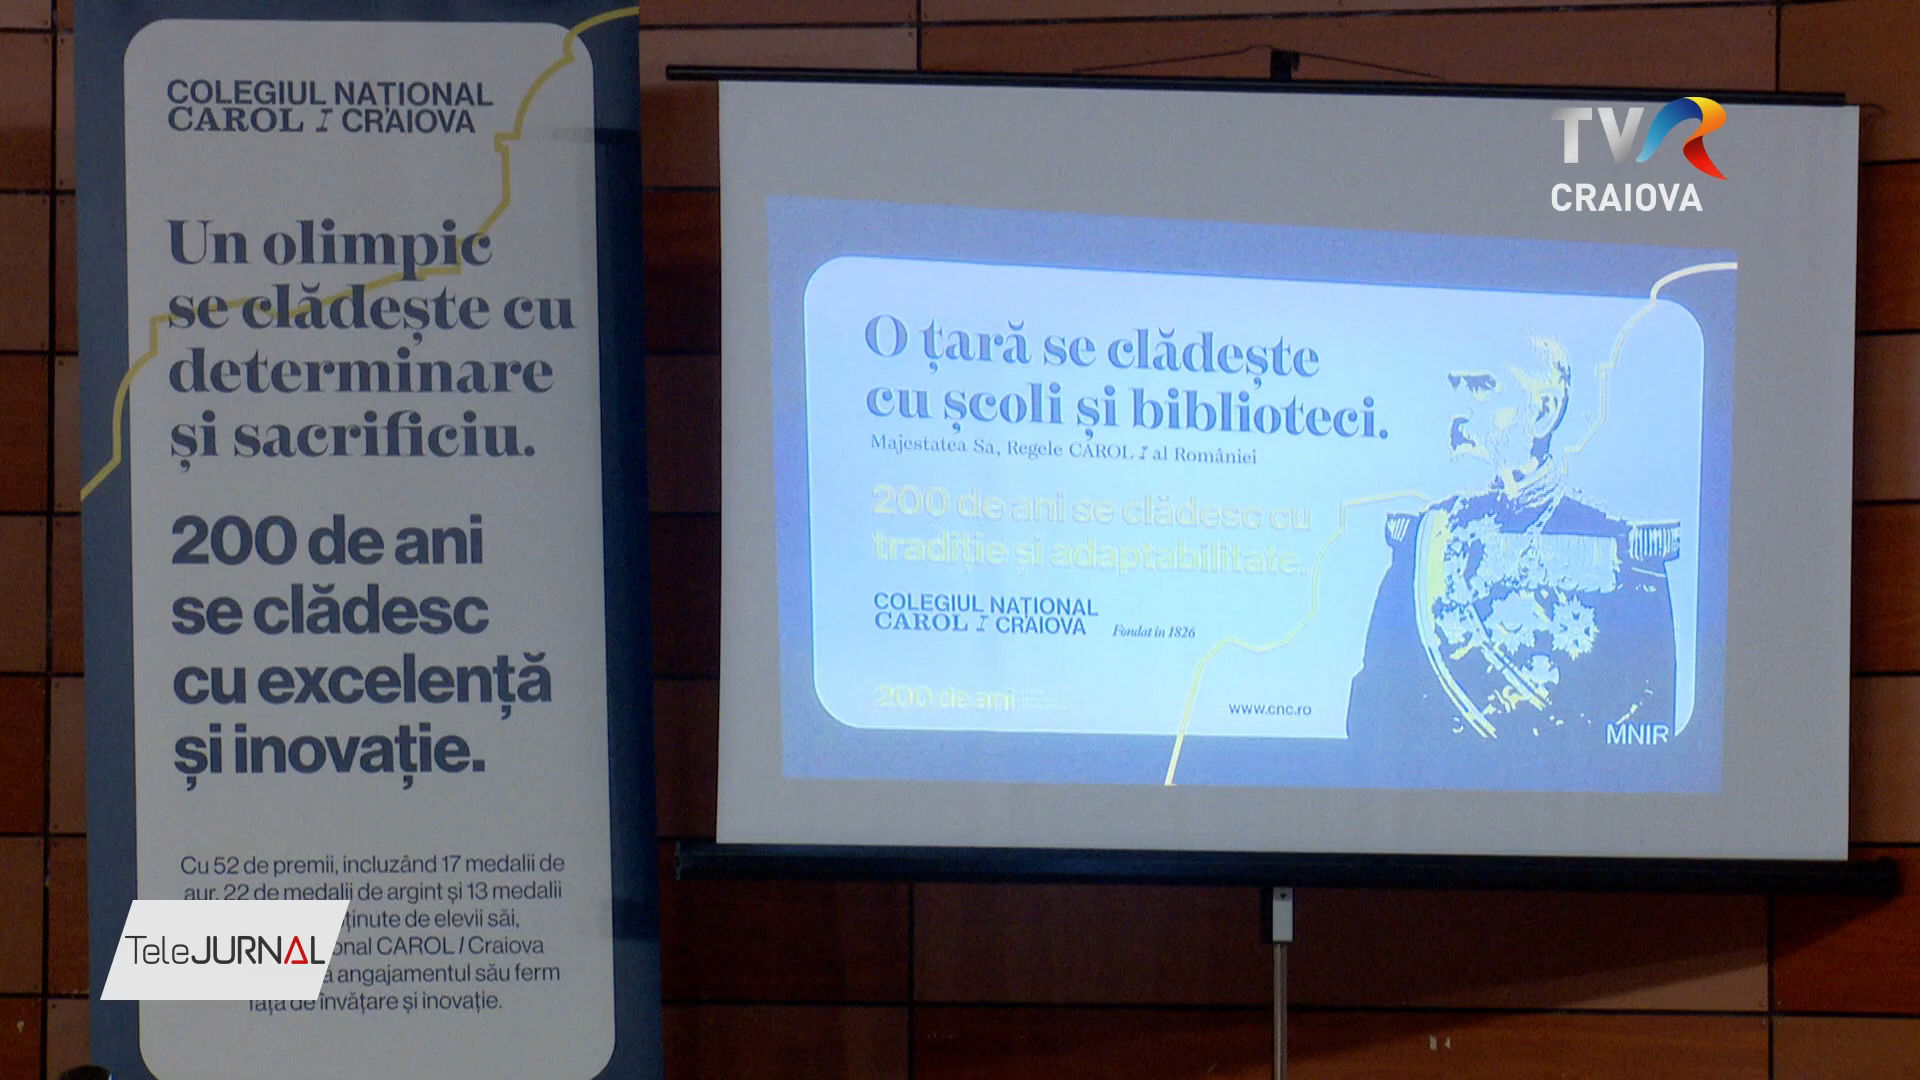 COLEGIUL NAȚIONAL
CAROL I CRAIOVA
Un olimpic
se clădește cu
determinare
și sacrificiu.
200 de ani
se clădesc
cu excelență
și inovație.
Cu 52 de premii, incluzând 17 medalii de
aur, 22 de medalii de argint și 13 medalii
ținute de elevii săi,
onal CAROL I Craiova
a angajamentul său ferm
față de învățare și inovație.
TeleJURNAL
TVR
CRAIOVA
O țară se clădește
cu școli și biblioteci.
Majestatea Sa, Regele CAROL I al României
200 de ani se clădesc cu
tradiție și adaptabilitate.
COLEGIUL NAȚIONAL
CAROL I CRAIOVA Fondat în 1826
200 de ani
www.cnc.ro
MNIR